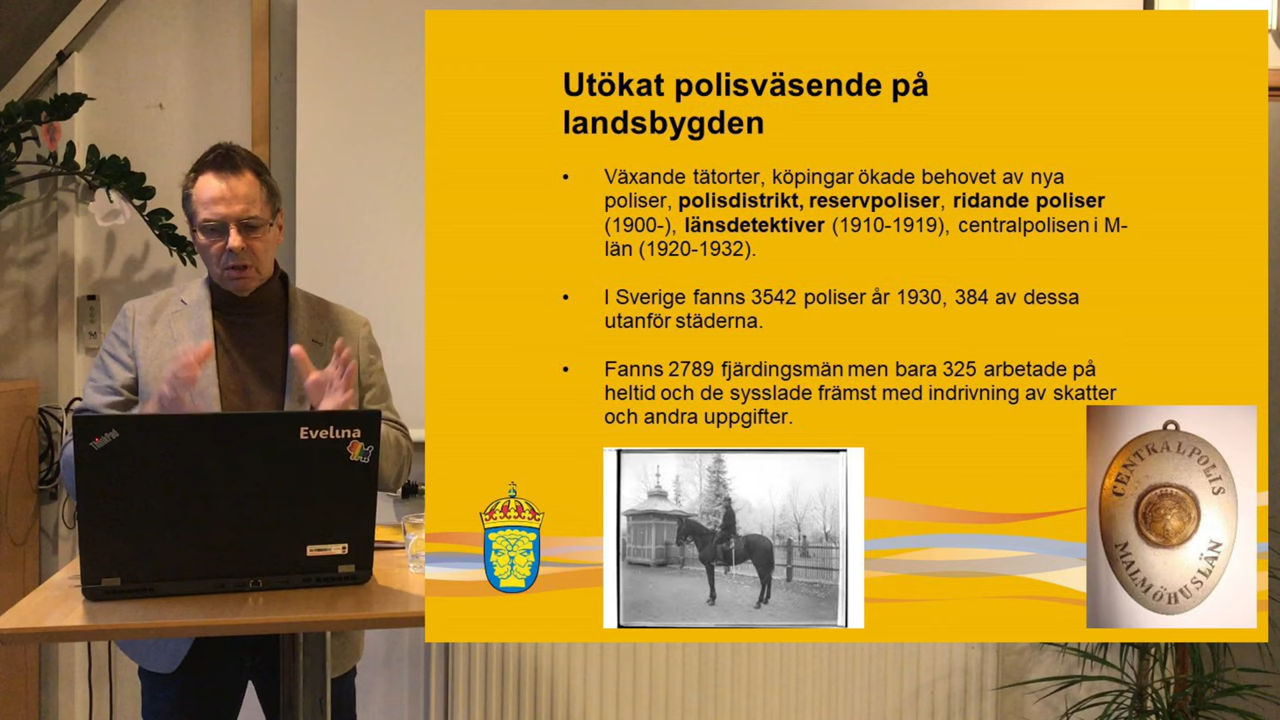 Utökat polisväsende på
landsbygden
• Växande tätorter, köpingar ökade behovet av nya
poliser, polisdistrikt, reservpoliser, ridande poliser
(1900-), länsdetektiver (1910-1919), centralpolisen i M-
län (1920-1932).
• I Sverige fanns 3542 poliser år 1930, 384 av dessa
utanför städerna.
• Fanns 2789 fjärdingsmän men bara 325 arbetade på
heltid och de sysslade främst med indrivning av skatter
och andra uppgifter.
CENTRALPOLIS
MALMÖHUSLÄN
ThinkPad
Evelina